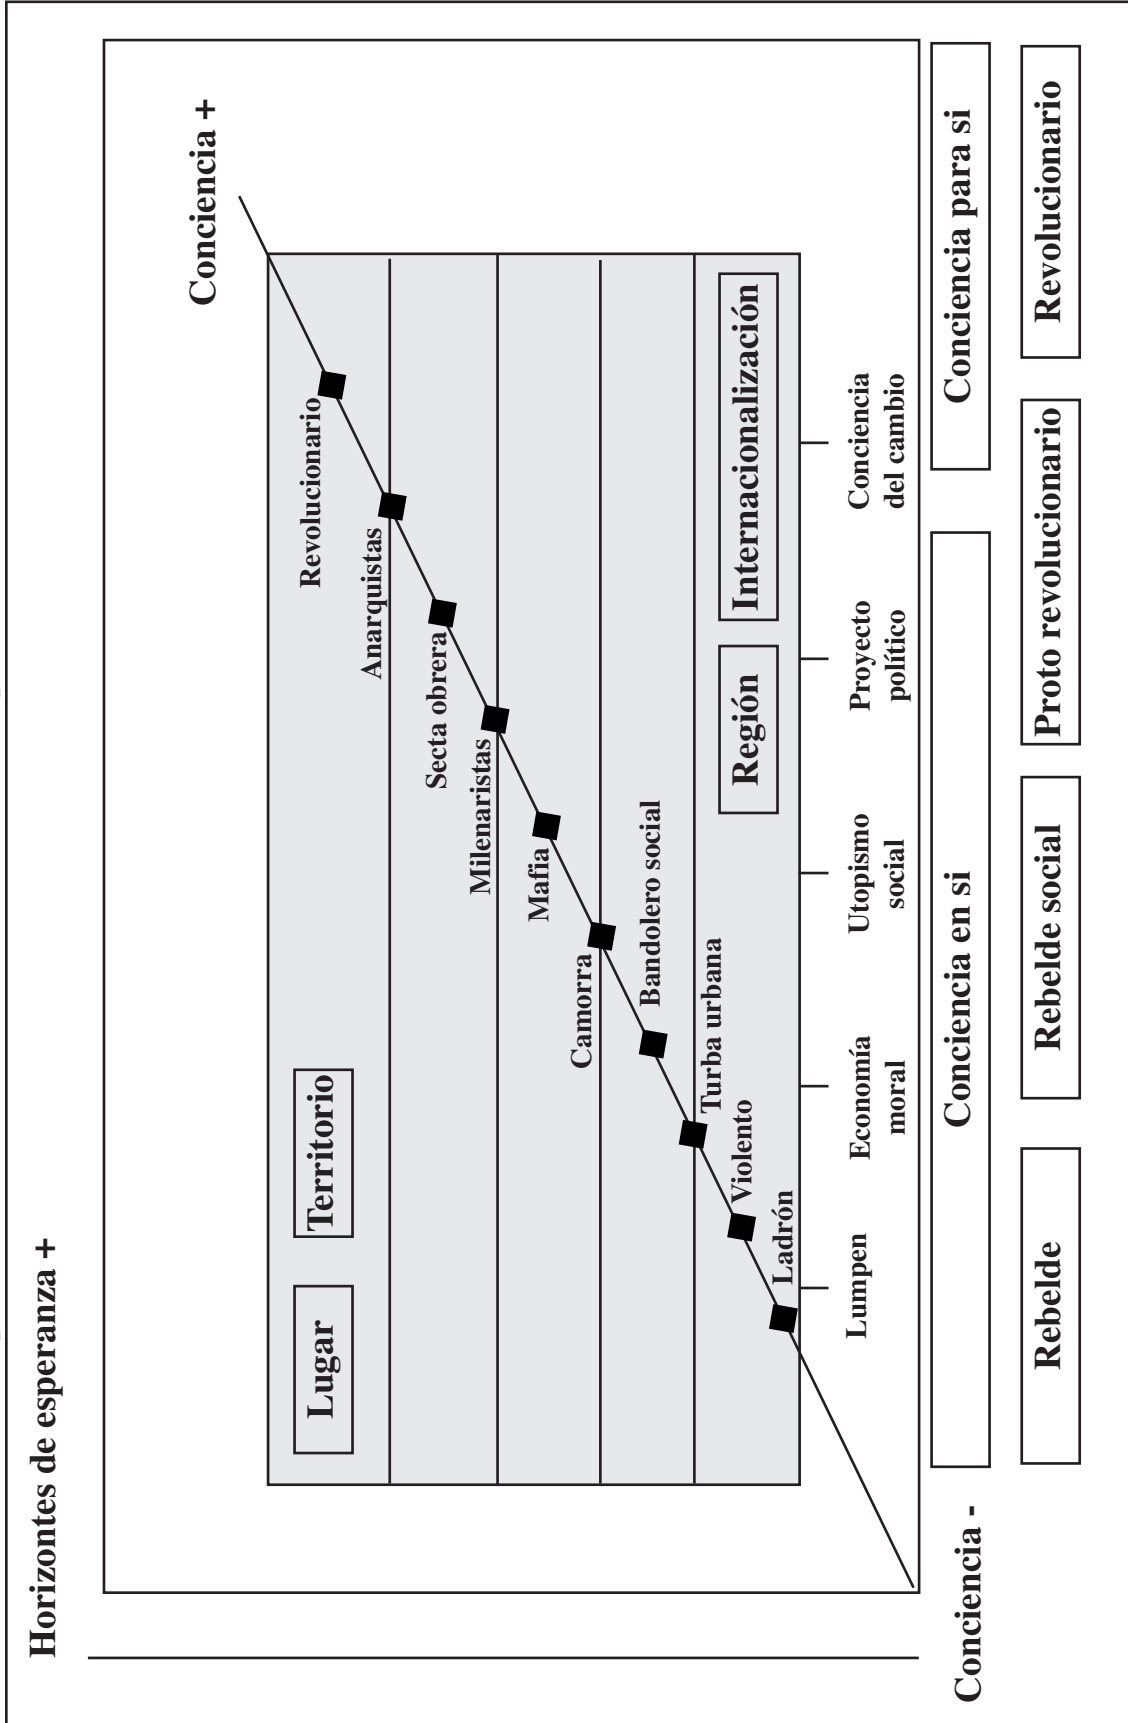 Horizontes de esperanza +
Conciencia +
Revolucionario
Anarquistas
Secta obrera
Milenaristas
Mafia
Camorra
Bandolero social
Turba urbana
Violento
Ladrón
Lugar
Territorio
Región
Internacionalización
Lumpen
Economía
moral
Utopismo
social
Proyecto
político
Conciencia
del cambio
Conciencia -
Conciencia en si
Conciencia para si
Rebelde
Rebelde social
Proto revolucionario
Revolucionario